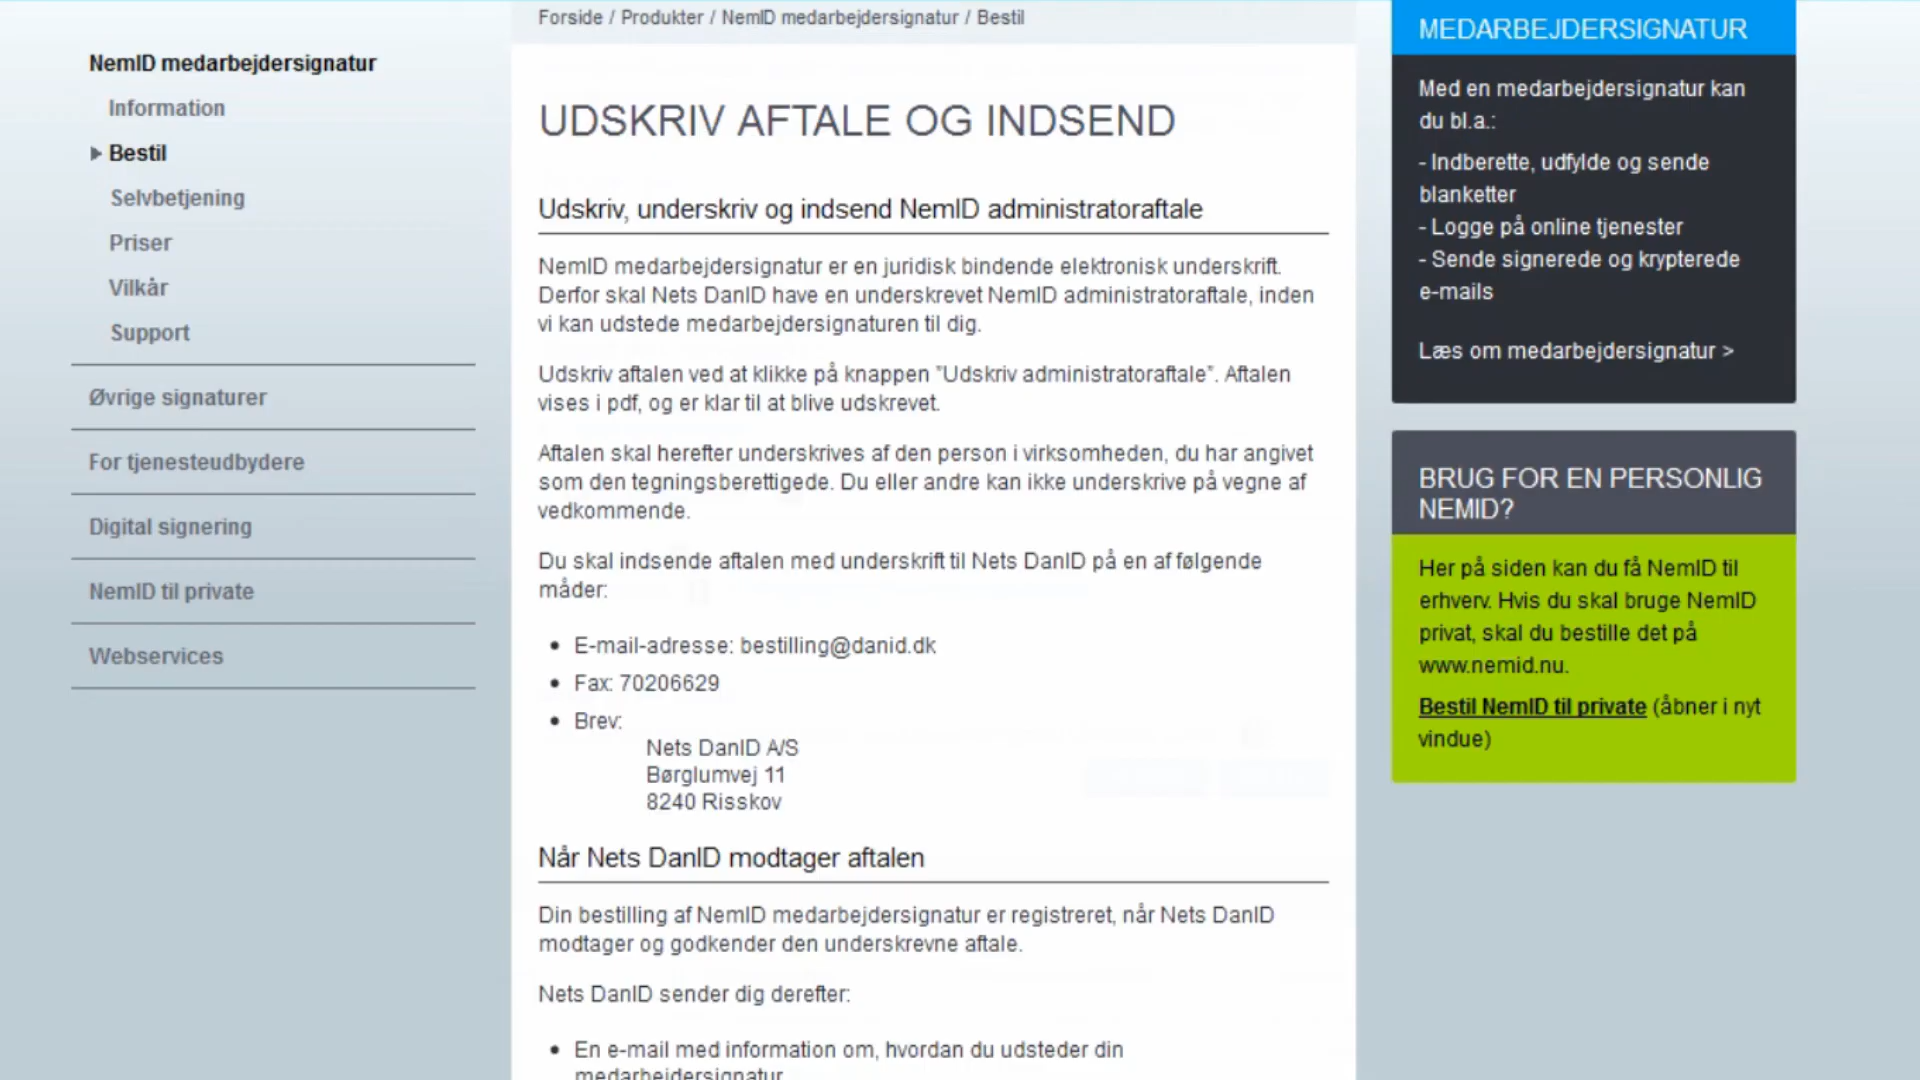 Forside / Produkter / NemID medarbejdersignatur / Bestil
NemID medarbejdersignatur
Information
Bestil
Selvbetjening
Priser
Vilkår
Support
Øvrige signaturer
For tjenesteudbydere
Digital signering
NemID til private
Webservices
UDSKRIV AFTALE OG INDSEND
Udskriv, underskriv og indsend NemID administratoraftale
NemID medarbejdersignatur er en juridisk bindende elektronisk underskrift.
Derfor skal Nets DanID have en underskrevet NemID administratoraftale, inden
vi kan udstede medarbejdersignaturen til dig.
Udskriv aftalen ved at klikke på knappen "Udskriv administratoraftale". Aftalen
vises i pdf, og er klar til at blive udskrevet.
Aftalen skal herefter underskrives af den person i virksomheden, du har angivet
som den tegningsberettigede. Du eller andre kan ikke underskrive på vegne af
vedkommende.
Du skal indsende aftalen med underskrift til Nets DanID på en af følgende
måder:
• E-mail-adresse: bestilling@danid.dk
• Fax: 70206629
• Brev:
Nets DanID A/S
Børglumvej 11
8240 Risskov
Når Nets DanID modtager aftalen
Din bestilling af NemID medarbejdersignatur er registreret, når Nets DanID
modtager og godkender den underskrevne aftale.
Nets DanID sender dig derefter:
• En e-mail med information om, hvordan du udsteder din
medarbejdersignatur
MEDARBEJDERSIGNATUR
Med en medarbejdersignatur kan
du bl.a.:
- Indberette, udfylde og sende
blanketter
- Logge på online tjenester
- Sende signerede og krypterede
e-mails
Læs om medarbejdersignatur >
BRUG FOR EN PERSONLIG
NEMID?
Her på siden kan du få NemID til
erhverv. Hvis du skal bruge NemID
privat, skal du bestille det på
www.nemid.nu.
Bestil NemID til private (åbner i nyt
vindue)